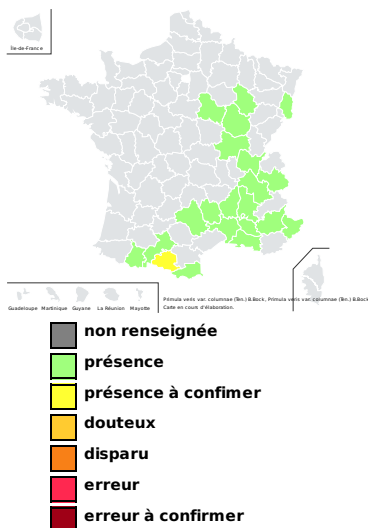 Île-de-France
Guadeloupe Martinique Guyane La Réunion Mayotte
Primula veris var. columnae (Ten.) B.Bock, Primula veris var. columnae (Ten.) B.Bock
Carte en cours d'élaboration.
non renseignée
présence
présence à confimer
douteux
disparu
erreur
erreur à confirmer